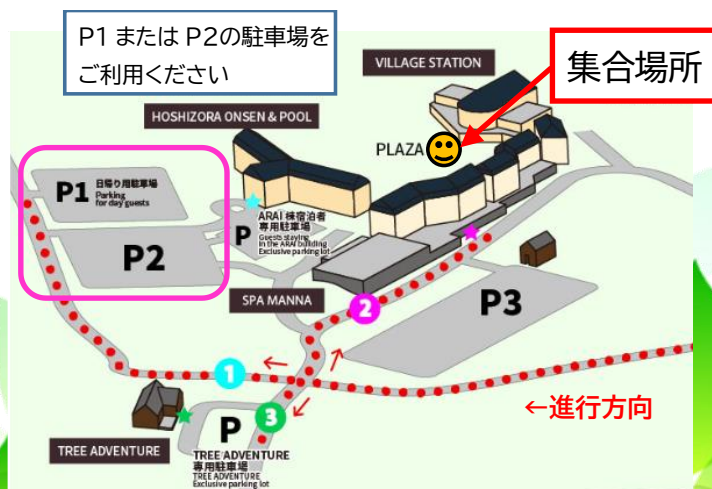 P1 または P2の駐車場を
ご利用ください
VILLAGE STATION
集合場所
HOSHIZORA ONSEN & POOL
PLAZA
P1 日帰り用駐車場
Parking
for day guests
P
ARAI 棟宿泊者
専用駐車場
Guests staying
in the ARAI building
Exclusive parking lot
P2
SPA MANNA
2
P3
1
←進行方向
3
P
TREE ADVENTURE
TREE ADVENTURE
専用駐車場
TREE ADVENTURE
Exclusive parking lot